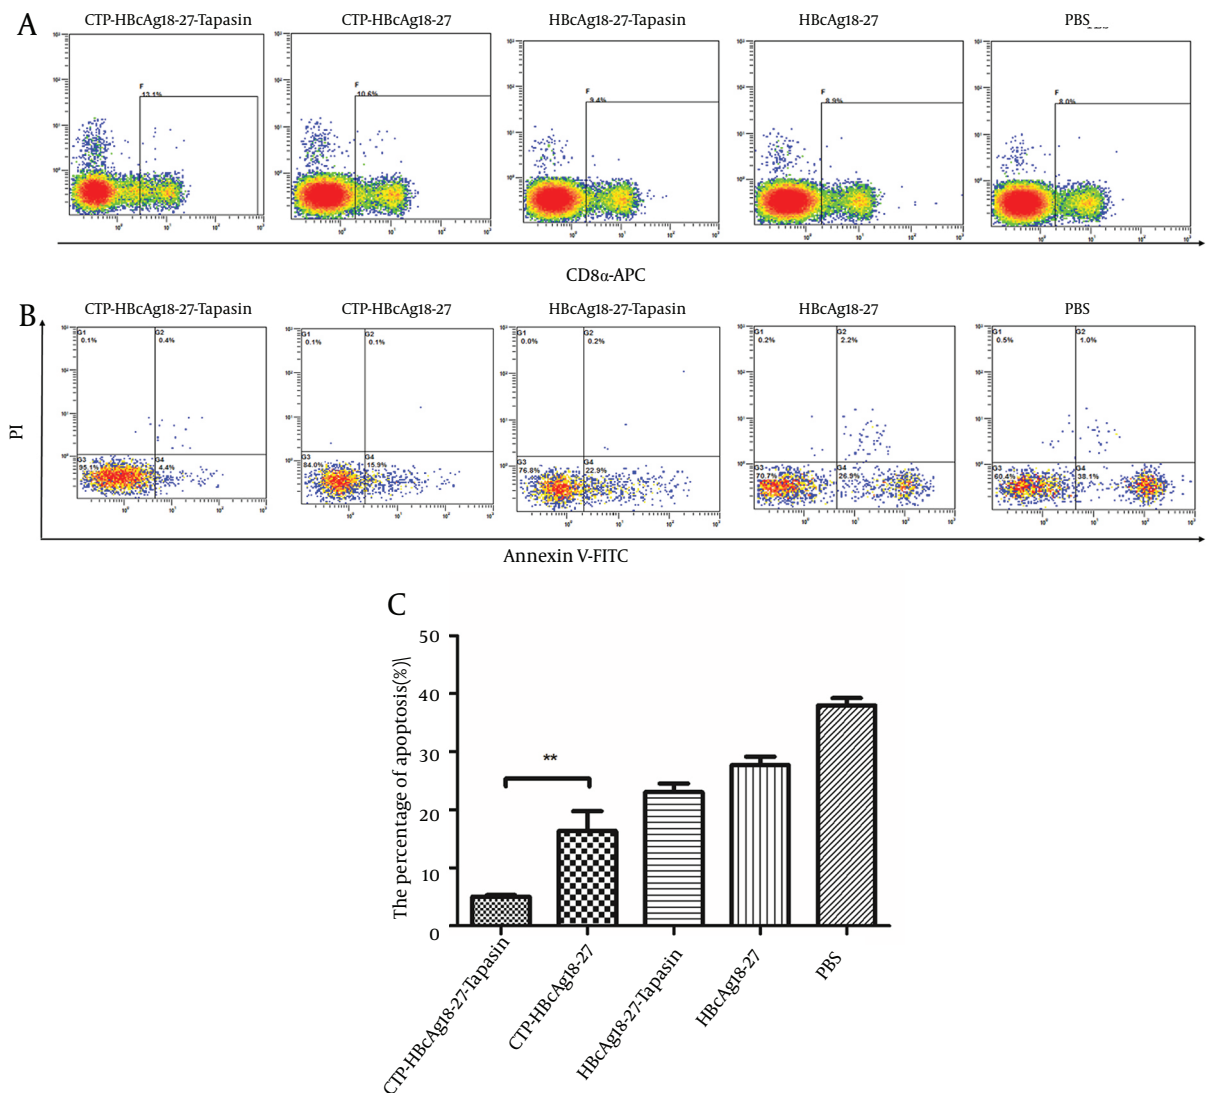 A
CTP-HBcAg18-27-Tapasin CTP-HBcAg18-27 HBcAg18-27-Tapasin HBcAg18-27 PBS
F F F F F
13.1% 10.6% 9.4% 8.9% 8.0%
CD8α-APC
B
CTP-HBcAg18-27-Tapasin CTP-HBcAg18-27 HBcAg18-27-Tapasin HBcAg18-27 PBS
G1 G2 G1 G2 G1 G2 G1 G2 G1 G2
0.1% 0.4% 0.1% 0.1% 0.0% 0.2% 0.2% 2.2% 0.5% 1.0%
PI
G3 G4 G3 G4 G3 G4 G3 G4 G3 G4
95.1% 4.4% 84.0% 15.9% 76.8% 22.9% 70.7% 26.9% 60.4% 38.1%
Annexin V-FITC
C
The percentage of apoptosis(%)\
50
40
30
20
10
0
**
CTP-HBcAg18-27-Tapasin
CTP-HBcAg18-27
HBcAg18-27-Tapasin
HBcAg18-27
PBS